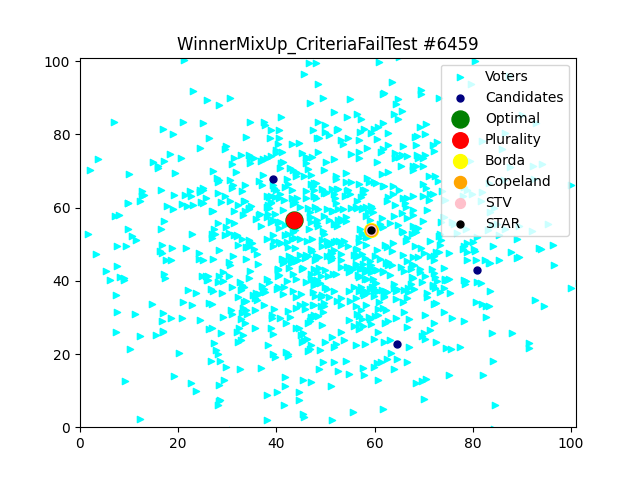 WinnerMixUp_CriteriaFailTest #6459
100
80
60
40
20
0
0
20
40
60
80
100
Voters
Candidates
Optimal
Plurality
Borda
Copeland
STV
STAR